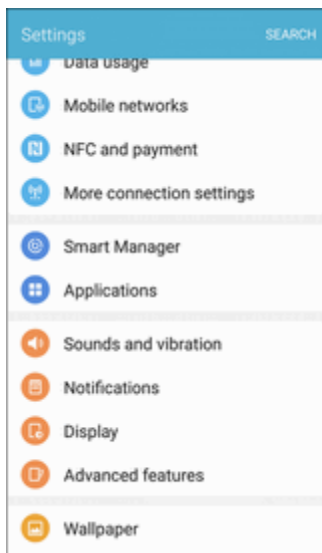 Settings
SEARCH
Data usage
Mobile networks
NFC and payment
More connection settings
Smart Manager
Applications
Sounds and vibration
Notifications
Display
Advanced features
Wallpaper